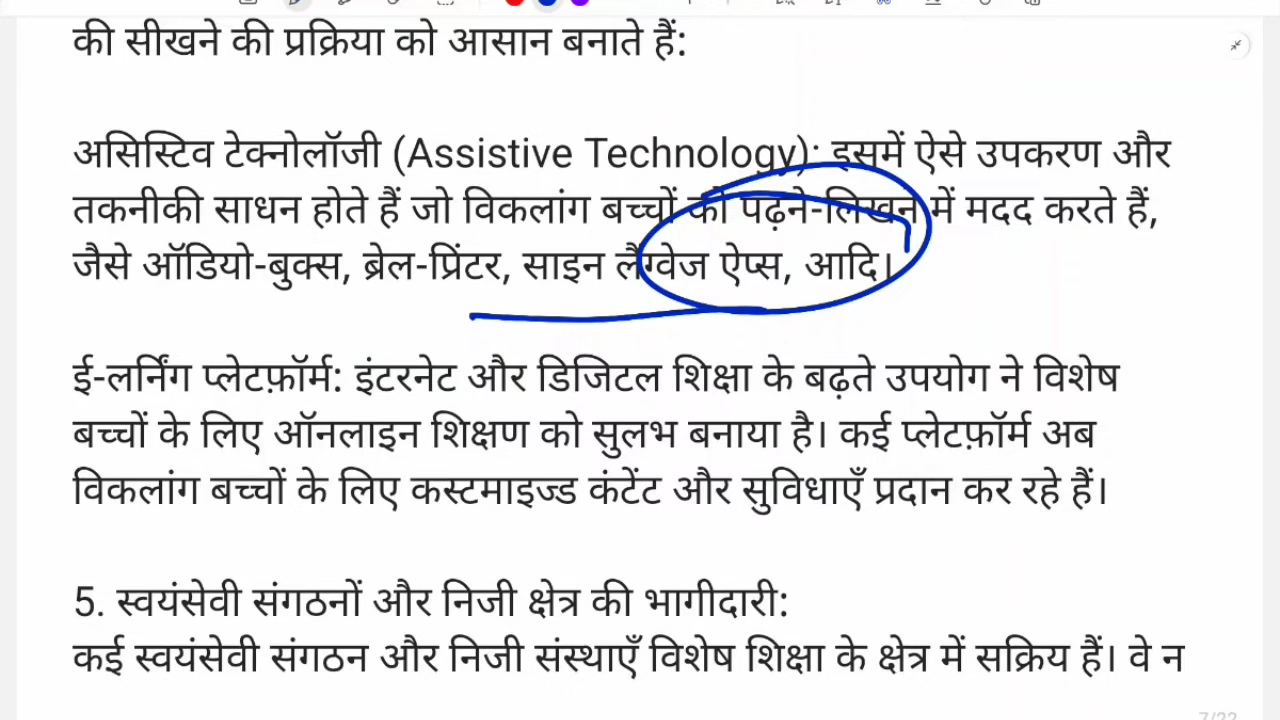 की सीखने की प्रक्रिया को आसान बनाते हैं:
असिस्टिव टेक्नोलॉजी (Assistive Technology): इसमें ऐसे उपकरण और
तकनीकी साधन होते हैं जो विकलांग बच्चों को पढ़ने-लिखने में मदद करते हैं,
जैसे ऑडियो-बुक्स, ब्रेल-प्रिंटर, साइन लैंग्वेज ऐप्स, आदि।
ई-लर्निंग प्लेटफ़ॉर्म: इंटरनेट और डिजिटल शिक्षा के बढ़ते उपयोग ने विशेष
बच्चों के लिए ऑनलाइन शिक्षण को सुलभ बनाया है। कई प्लेटफ़ॉर्म अब
विकलांग बच्चों के लिए कस्टमाइज्ड कंटेंट और सुविधाएँ प्रदान कर रहे हैं।
5. स्वयंसेवी संगठनों और निजी क्षेत्र की भागीदारी:
कई स्वयंसेवी संगठन और निजी संस्थाएँ विशेष शिक्षा के क्षेत्र में सक्रिय हैं। वे न
7/22